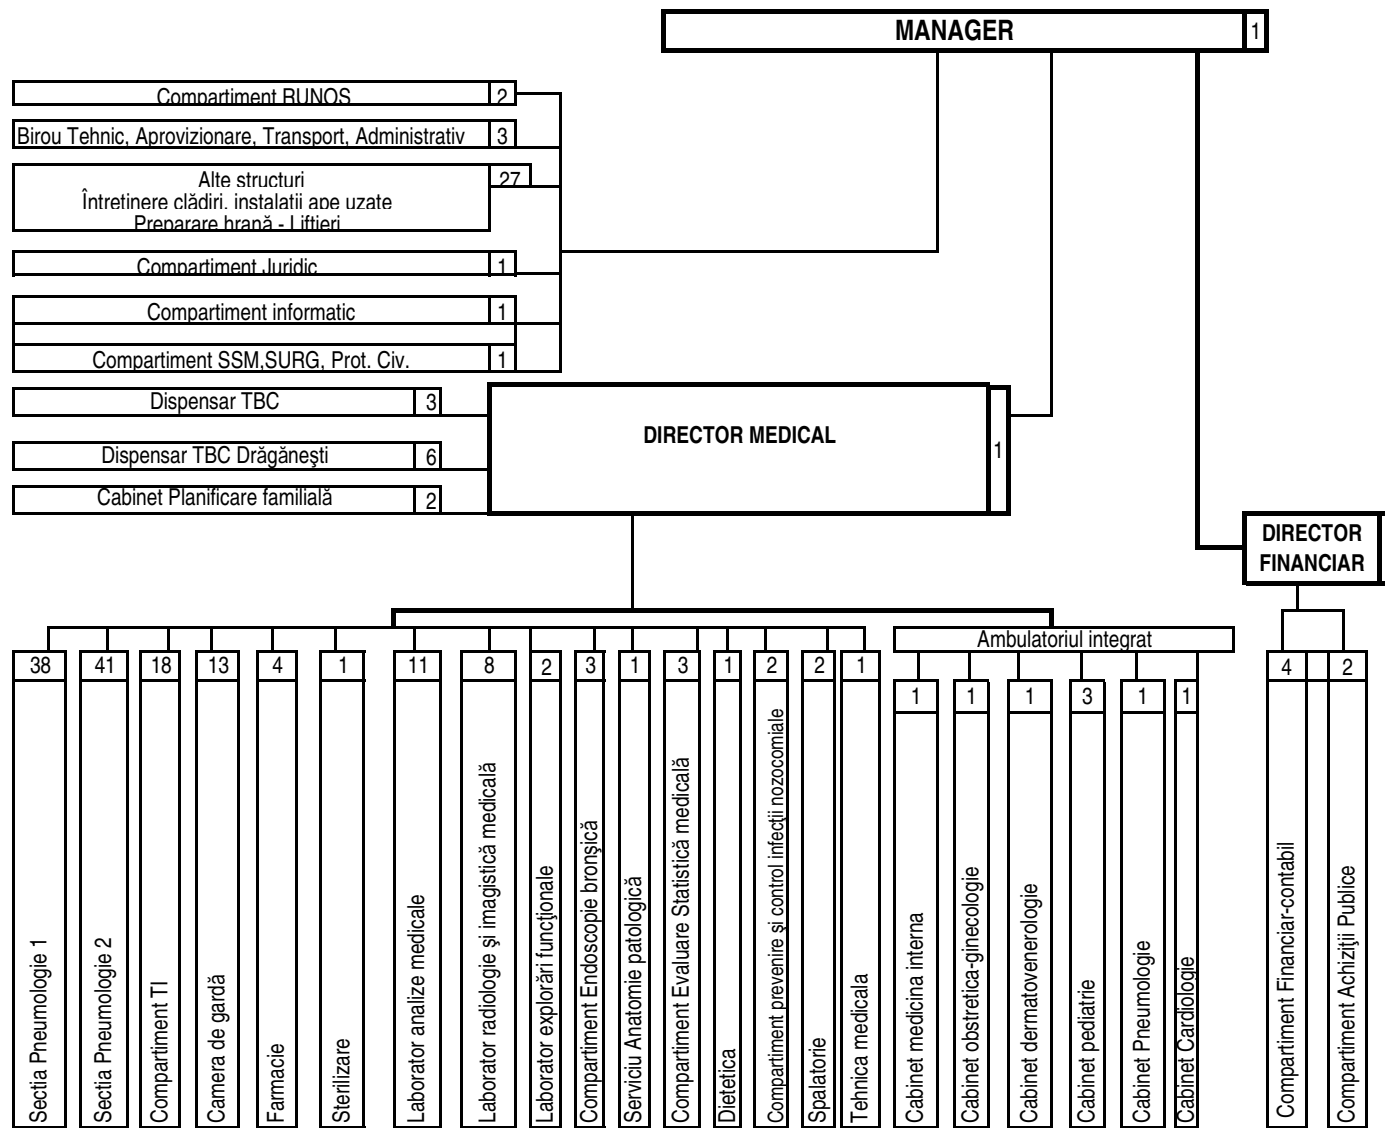 MANAGER 1
Compartiment RUNOS 2
Birou Tehnic, Aprovizionare, Transport, Administrativ 3
Alte structuri 27
Întreținere clădiri, instalații ape uzate
Preparare hrană - Liftieri
Compartiment Juridic 1
Compartiment informatic 1
Compartiment SSM,SURG, Prot. Civ. 1
Dispensar TBC 3
DIRECTOR MEDICAL 1
Dispensar TBC Drăgăneşti 6
Cabinet Planificare familială 2
DIRECTOR
FINANCIAR
Ambulatoriul integrat
38 Sectia Pneumologie 1
41 Sectia Pneumologie 2
18 Compartiment TI
13 Camera de gardă
4 Farmacie
1 Sterilizare
11 Laborator analize medicale
8 Laborator radiologie şi imagistică medicală
2 Laborator explorări funcţionale
3 Compartiment Endoscopie bronşică
1 Serviciu Anatomie patologică
3 Compartiment Evaluare Statistică medicală
1 Dietetica
2 Compartiment prevenire şi control infecţii nozocomiale
2 Spalatorie
1 Tehnica medicala
1 Cabinet medicina interna
1 Cabinet obstretica-ginecologie
1 Cabinet dermatovenerologie
3 Cabinet pediatrie
1 Cabinet Pneumologie
1 Cabinet Cardiologie
4 Compartiment Financiar-contabil
2 Compartiment Achiziţii Publice